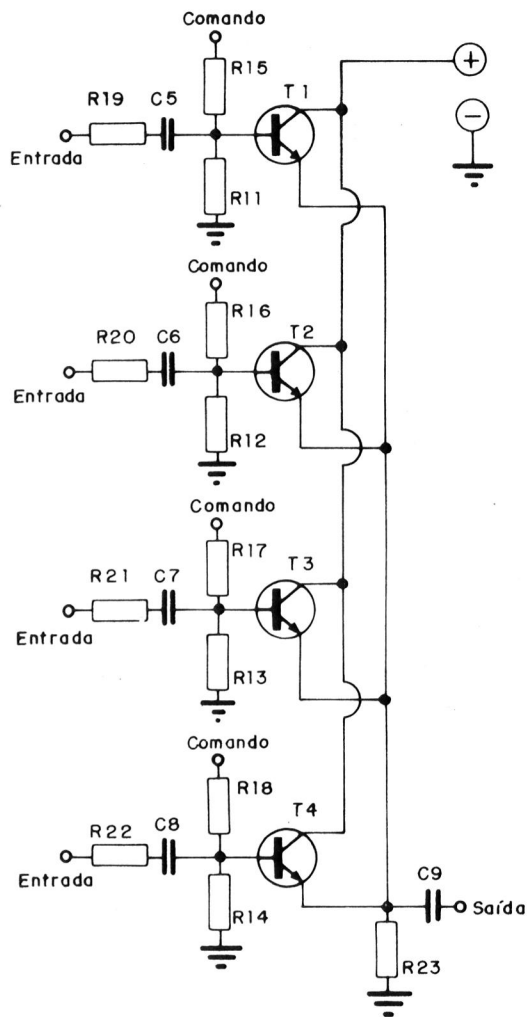 Comando
R15
R19
C5
T1
+
Entrada
R11
−
Comando
R16
R20
C6
T2
Entrada
R12
Comando
R17
R21
C7
T3
Entrada
R13
Comando
R18
R22
C8
T4
Entrada
R14
C9
Saída
R23